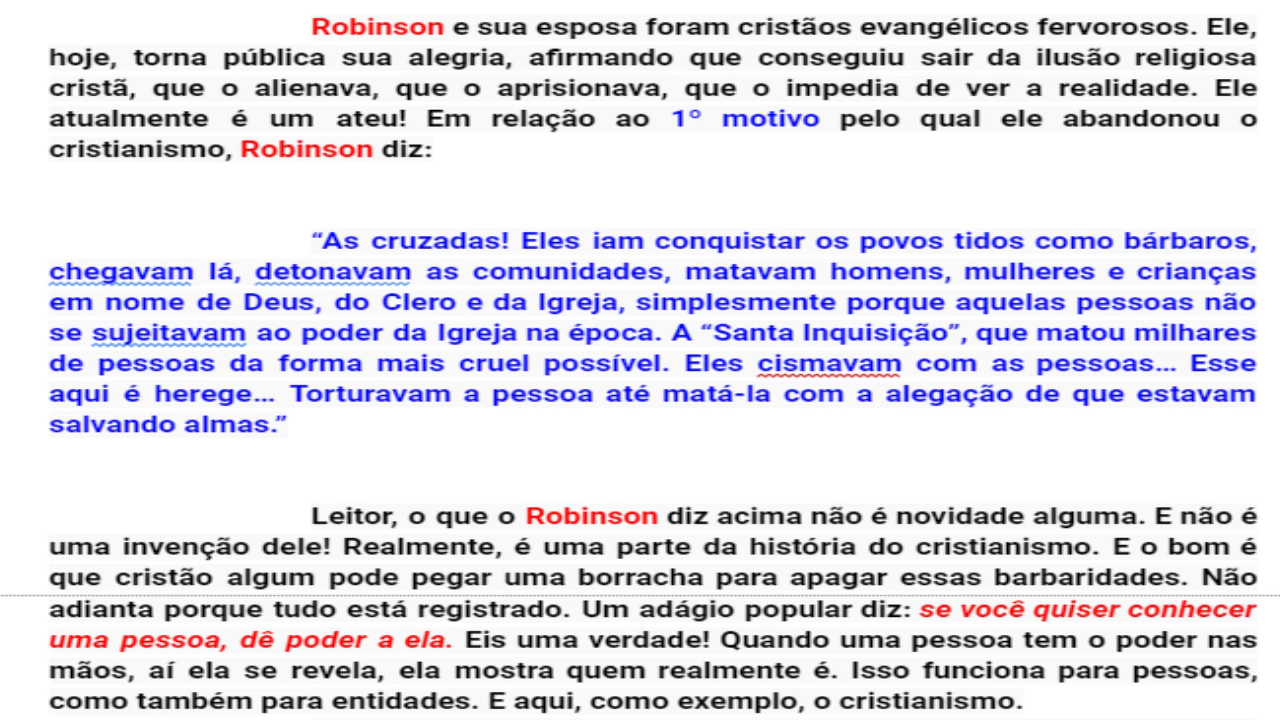 Robinson e sua esposa foram cristãos evangélicos fervorosos. Ele,
hoje, torna pública sua alegria, afirmando que conseguiu sair da ilusão religiosa
cristã, que o alienava, que o aprisionava, que o impedia de ver a realidade. Ele
atualmente é um ateu! Em relação ao 1º motivo pelo qual ele abandonou o
cristianismo, Robinson diz:
“As cruzadas! Eles iam conquistar os povos tidos como bárbaros,
chegavam lá, detonavam as comunidades, matavam homens, mulheres e crianças
em nome de Deus, do Clero e da Igreja, simplesmente porque aquelas pessoas não
se sujeitavam ao poder da Igreja na época. A “Santa Inquisição”, que matou milhares
de pessoas da forma mais cruel possível. Eles cismavam com as pessoas... Esse
aqui é herege... Torturavam a pessoa até matá-la com a alegação de que estavam
salvando almas.”
Leitor, o que o Robinson diz acima não é novidade alguma. E não é
uma invenção dele! Realmente, é uma parte da história do cristianismo. E o bom é
que cristão algum pode pegar uma borracha para apagar essas barbaridades. Não
adianta porque tudo está registrado. Um adágio popular diz: se você quiser conhecer
uma pessoa, dê poder a ela. Eis uma verdade! Quando uma pessoa tem o poder nas
mãos, aí ela se revela, ela mostra quem realmente é. Isso funciona para pessoas,
como também para entidades. E aqui, como exemplo, o cristianismo.